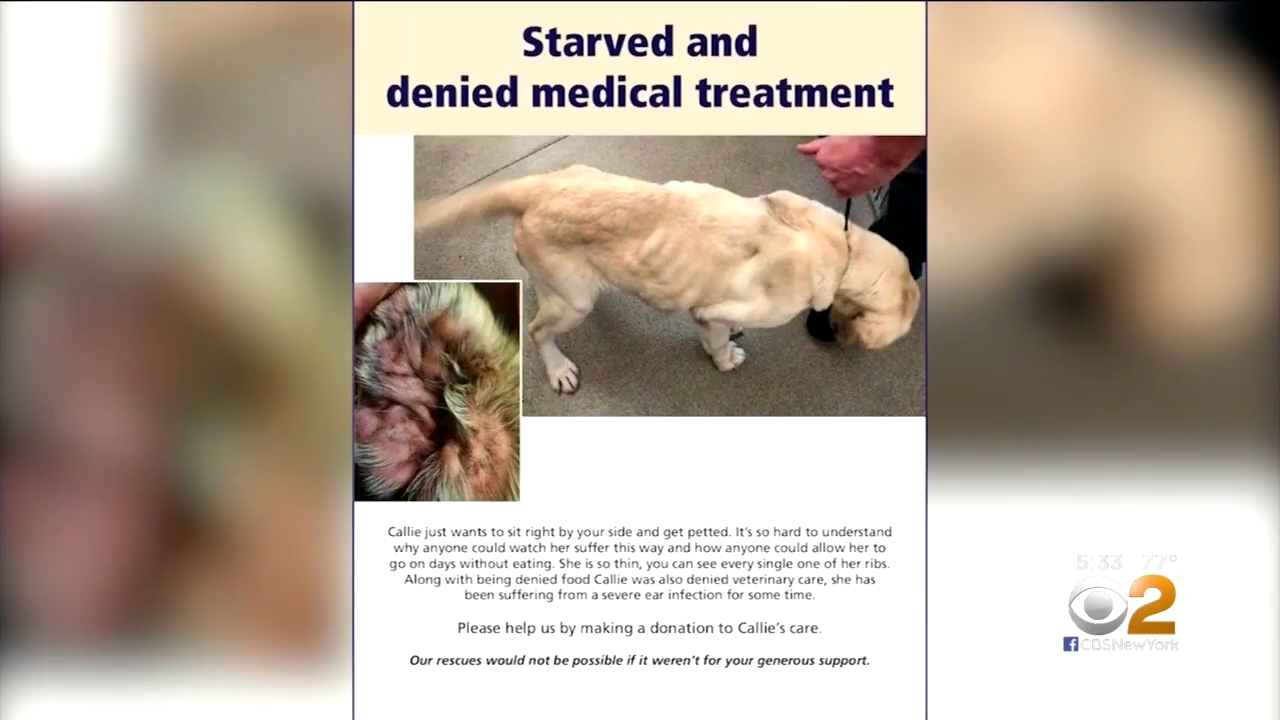 Starved and
denied medical treatment
Callie just wants to sit right by your side and get petted. It's so hard to understand
why anyone could watch her suffer this way and how anyone could allow her to
go on days without eating. She is so thin, you can see every single one of her ribs.
Along with being denied food Callie was also denied veterinary care, she has
been suffering from a severe ear infection for some time.
Please help us by making a donation to Callie's care.
Our rescues would not be possible if it weren't for your generous support.
5:33 77°
2
f CBSNewYork